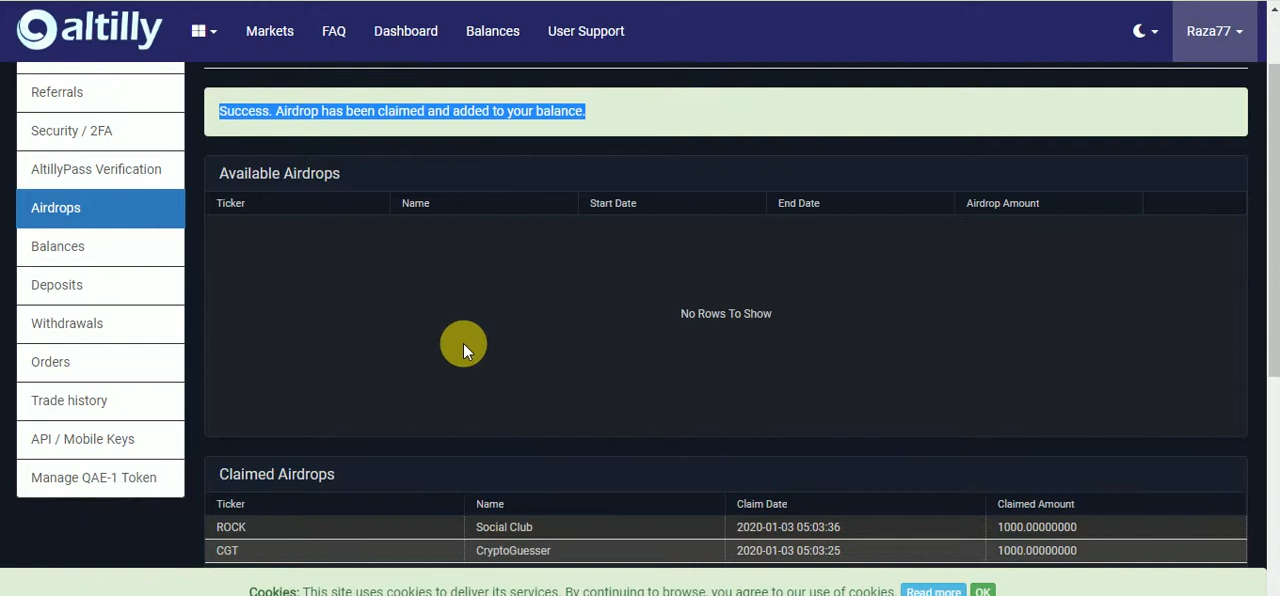 altilly
Markets
FAQ
Dashboard
Balances
User Support
Raza77
Referrals
Security / 2FA
AltillyPass Verification
Airdrops
Balances
Deposits
Withdrawals
Orders
Trade history
API / Mobile Keys
Manage QAE-1 Token
Success. Airdrop has been claimed and added to your balance.
Available Airdrops
Ticker Name Start Date End Date Airdrop Amount
No Rows To Show
Claimed Airdrops
Ticker Name Claim Date Claimed Amount
ROCK Social Club 2020-01-03 05:03:36 1000.00000000
CGT CryptoGuesser 2020-01-03 05:03:25 1000.00000000
Cookies: This site uses cookies to deliver its services. By continuing to browse, you agree to our use of cookies. Read more OK